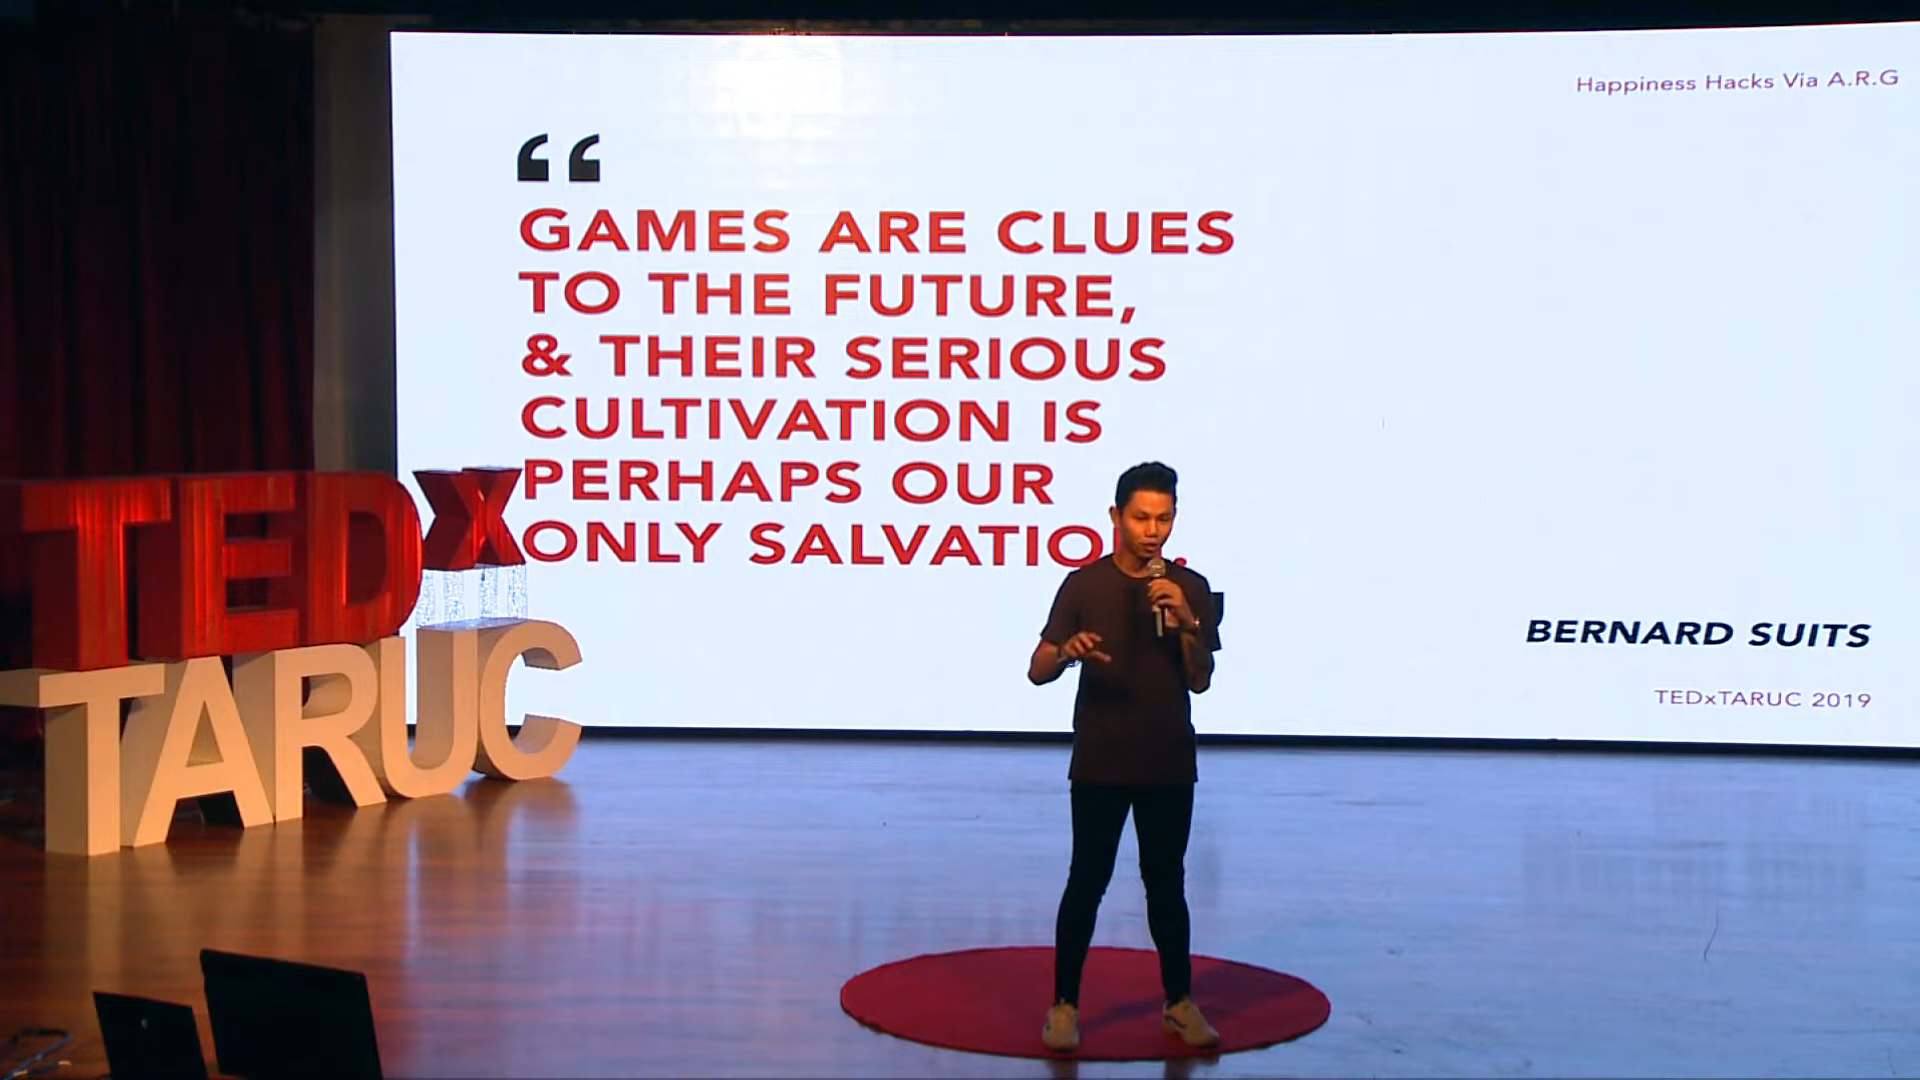 Happiness Hacks Via A.R.G
“
GAMES ARE CLUES
TO THE FUTURE,
& THEIR SERIOUS
CULTIVATION IS
PERHAPS OUR
ONLY SALVATION.
BERNARD SUITS
TEDxTARUC 2019
TEDx
TARUC